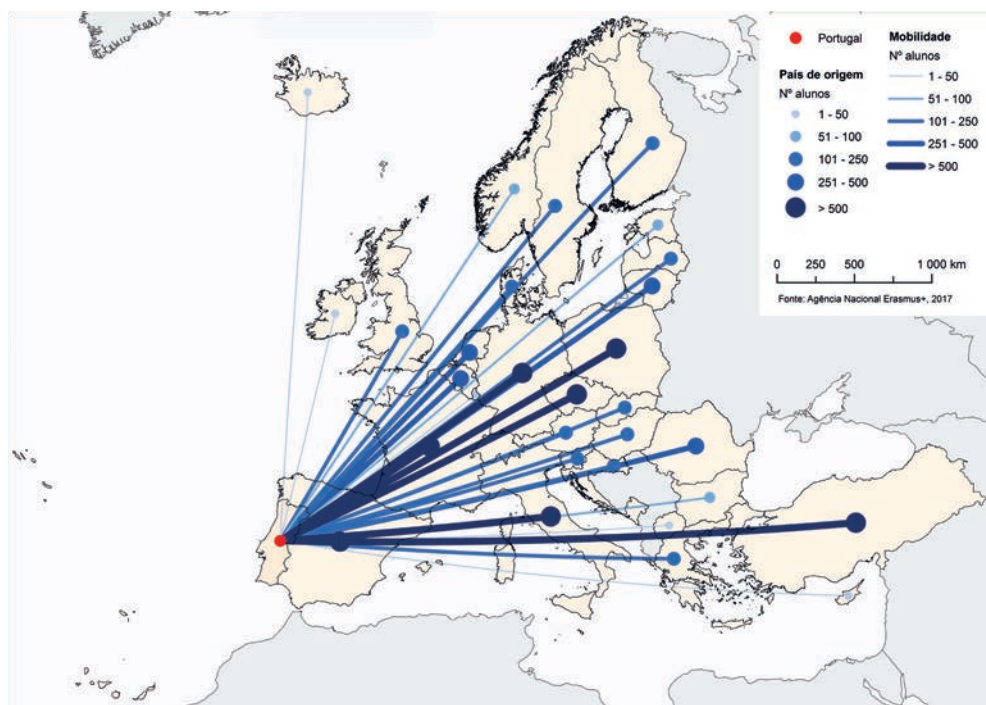 Portugal
País de origem
Nº alunos
1 - 50
51 - 100
101 - 250
251 - 500
> 500
Mobilidade
Nº alunos
1 - 50
51 - 100
101 - 250
251 - 500
> 500
0 250 500 1 000 km
Fonte: Agência Nacional Erasmus+, 2017